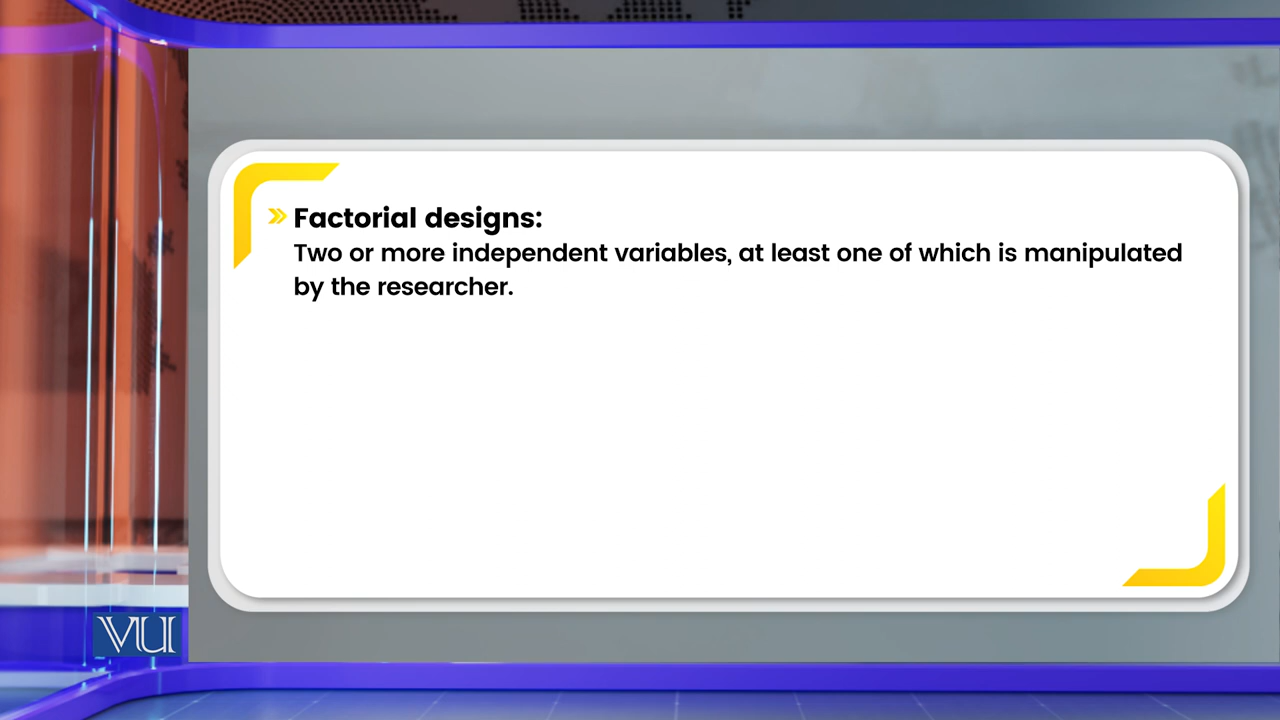 Factorial designs:
Two or more independent variables, at least one of which is manipulated
by the researcher.
VU